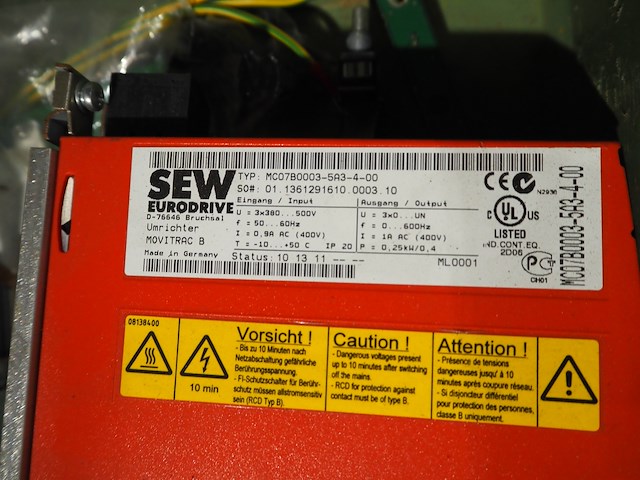 SEW
EURODRIVE
D-76646 Bruchsal
Umrichter
MOVITRAC B
Made in Germany
TYP: MC07B0003-5A3-4-00
SO#: 01.1361291610.0003.10
Eingang / Input
U = 3x380...500V
f = 50...60Hz
I = 0,9A AC (400V)
T = -10...+50 C IP 20
Ausgang / Output
U = 3x0...UN
f = 0...600Hz
I = 1A AC (400V)
P = 0,25kW/0,4
Status: 10 13 11 -- --
ML0001
CE
N2936
C UL US
LISTED
IND.CONT.EQ.
2D06
CH01
MC07B0003-5A3-4-00
08138400
10 min
Vorsicht !
- Bis zu 10 Minuten nach
Netzabschaltung gefährliche
Berührungsspannung.
- FI-Schutzschalter für Berühr-
schutz müssen allstromsensitiv
sein (RCD Typ B).
Caution !
- Dangerous voltages present
up to 10 minutes after switching
off the mains.
- RCD for protection against
contact must be of type B.
Attention !
- Présence de tensions
dangereuses jusqu'à 10
minutes après coupure réseau.
- Si disjoncteur différentiel
pour protection des personnes,
classe B uniquement.